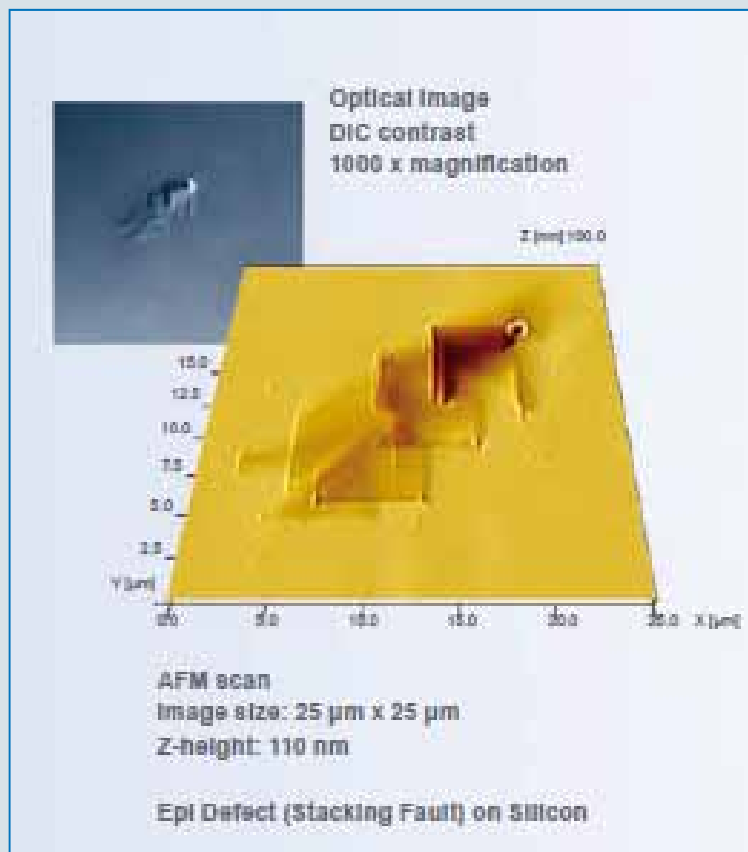 Optical Image
DIC contrast
1000 x magnification
Z [nm] 100.0
15.0
12.5
10.0
7.5
5.0
2.5
Y [µm]
0.0 5.0 10.0 15.0 20.0 25.0 X [µm]
AFM scan
Image size: 25 µm x 25 µm
Z-height: 110 nm
Epi Defect (Stacking Fault) on Silicon